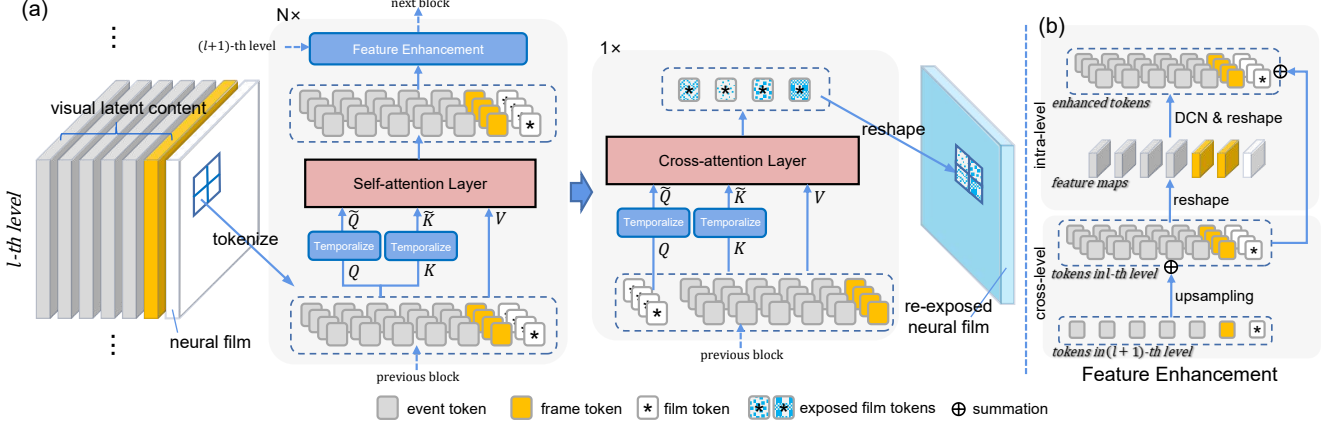 (a)
N×
next block
(l+1)-th level
Feature Enhancement
visual latent content
Self-attention Layer
Q̃
K̃
V
Temporalize
Temporalize
Q
K
tokenize
l-th level
neural film
previous block
1×
Cross-attention Layer
Q̃
K̃
V
Temporalize
Temporalize
Q
K
previous block
reshape
re-exposed
neural film
(b)
intra-level
enhanced tokens
DCN & reshape
feature maps
reshape
cross-level
tokens in l-th level
upsampling
tokens in (l + 1)-th level
Feature Enhancement
event token
frame token
film token
exposed film tokens
summation